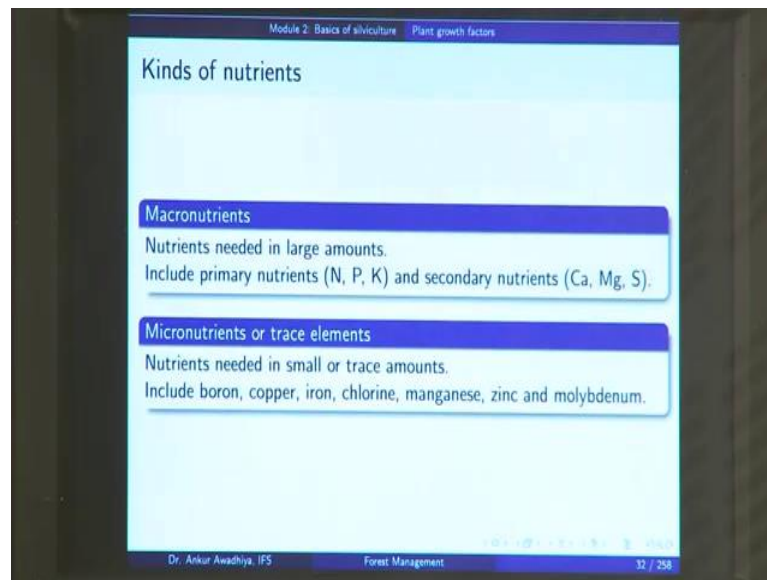 Module 2: Basics of silviculture Plant growth factors
Kinds of nutrients
Macronutrients
Nutrients needed in large amounts.
Include primary nutrients (N, P, K) and secondary nutrients (Ca, Mg, S).
Micronutrients or trace elements
Nutrients needed in small or trace amounts.
Include boron, copper, iron, chlorine, manganese, zinc and molybdenum.
Dr. Ankur Awadhiya, IFS Forest Management 32 / 258